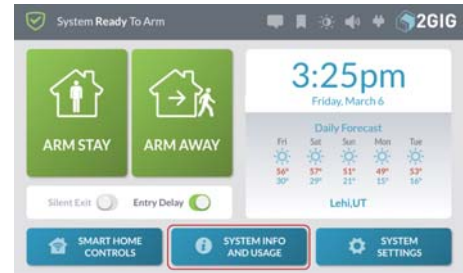 System Ready To Arm
2GIG
ARM STAY
ARM AWAY
Silent Exit
Entry Delay
3:25pm
Friday, March 6
Daily Forecast
Fri Sat Sun Mon Tue
56° 57° 51° 49° 53°
30° 29° 21° 15° 16°
Lehi,UT
SMART HOME
CONTROLS
SYSTEM INFO
AND USAGE
SYSTEM
SETTINGS